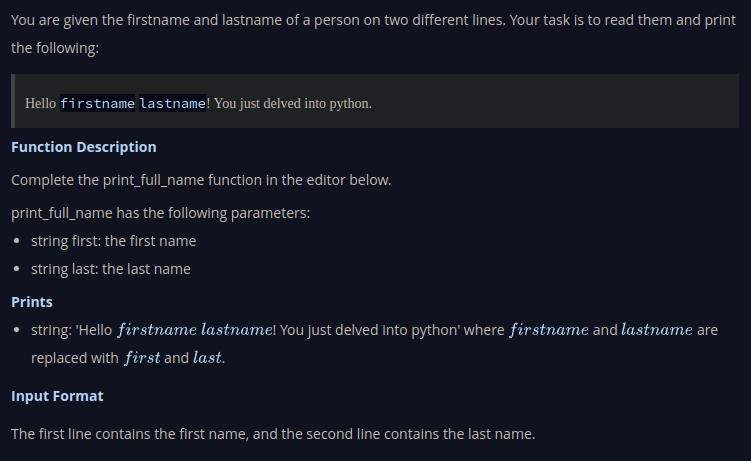 You are given the firstname and lastname of a person on two different lines. Your task is to read them and print
the following:
Hello firstname lastname! You just delved into python.
Function Description
Complete the print_full_name function in the editor below.
print_full_name has the following parameters:
• string first: the first name
• string last: the last name
Prints
• string: 'Hello firstname lastname! You just delved into python' where firstname and lastname are
replaced with first and last.
Input Format
The first line contains the first name, and the second line contains the last name.